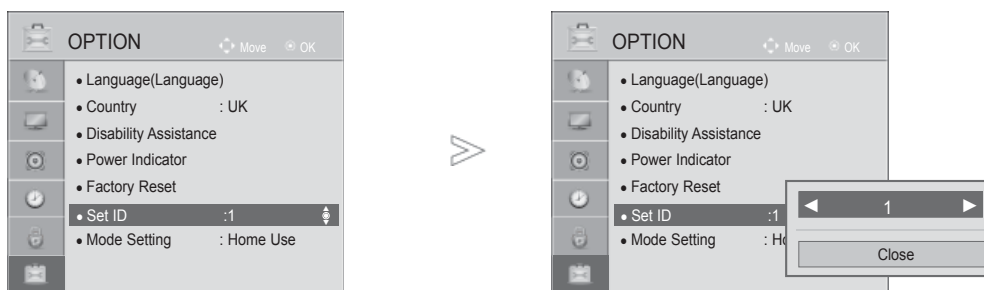 OPTION
Move OK
● Language(Language)
● Country : UK
● Disability Assistance
● Power Indicator
● Factory Reset
● Set ID :1
● Mode Setting : Home Use
OPTION
Move OK
● Language(Language)
● Country : UK
● Disability Assistance
● Power Indicator
● Factory Reset
● Set ID :1
● Mode Setting : Ho
◀ 1 ▶
Close